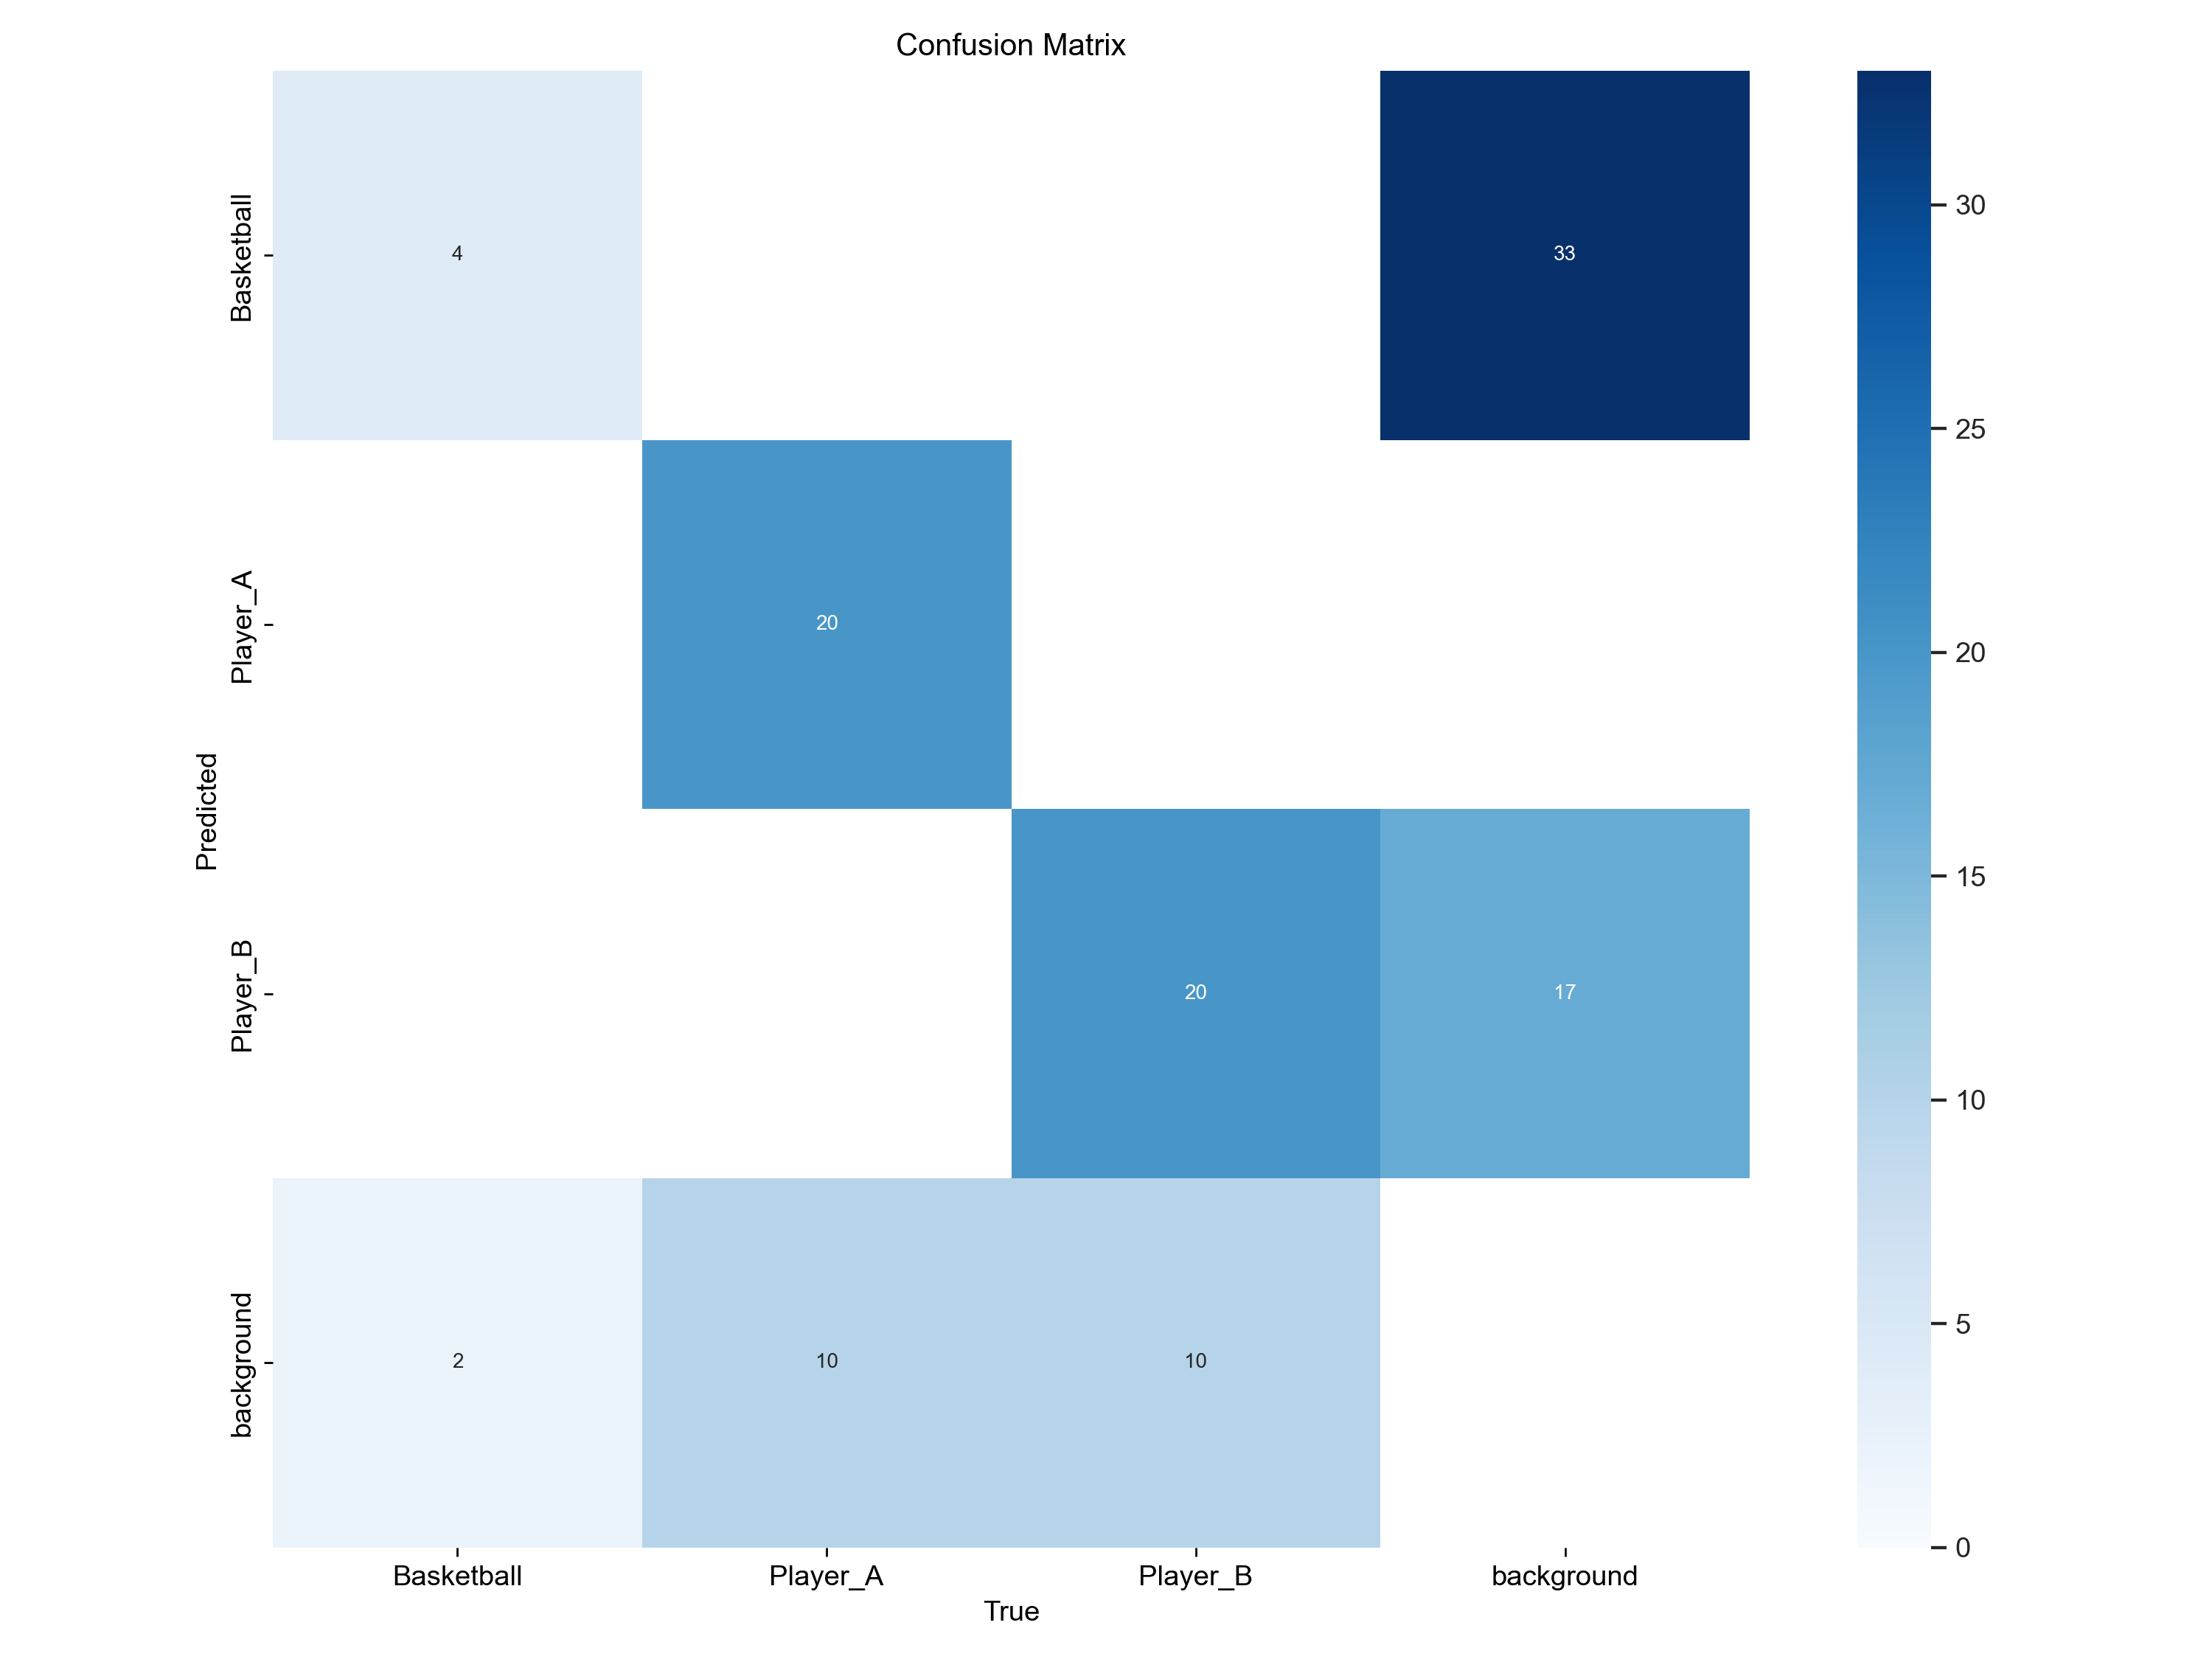 Confusion Matrix
Basketball
4
33
30
25
Player_A
20
20
Predicted
15
Player_B
20
17
10
background
2
10
10
5
0
Basketball
Player_A
Player_B
background
True